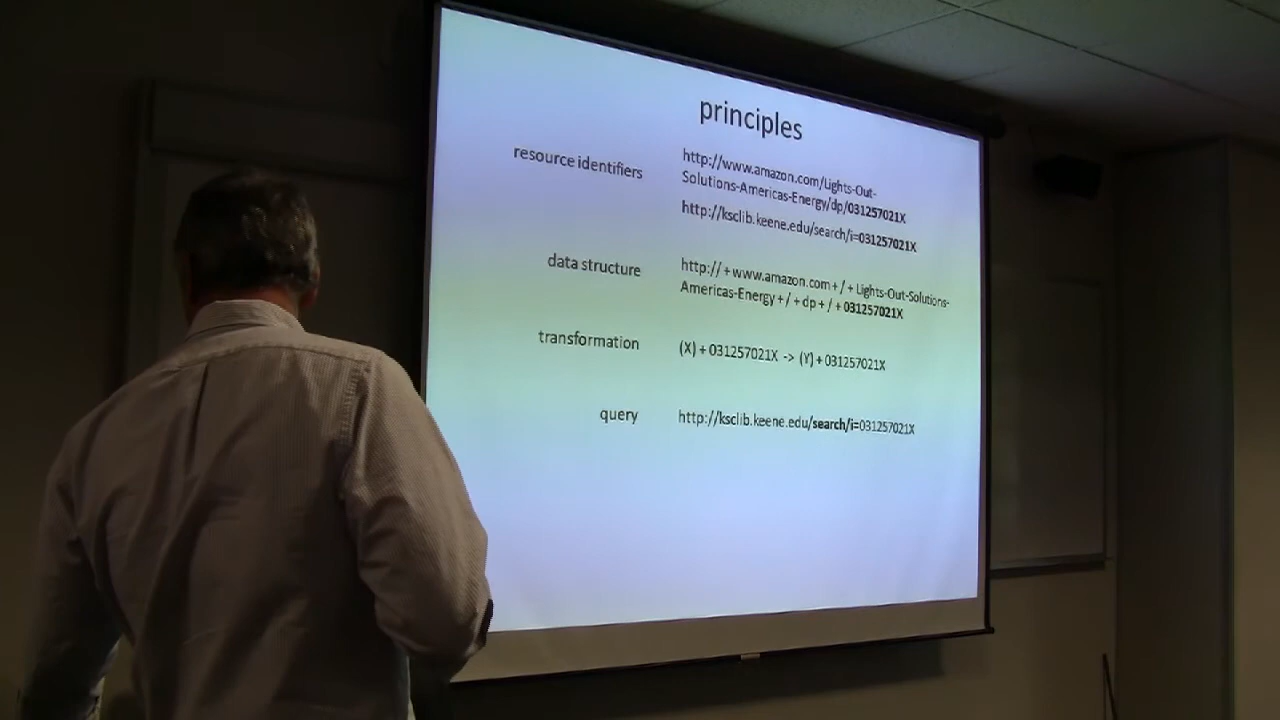 principles
resource identifiers
http://www.amazon.com/Lights-Out-
Solutions-Americas-Energy/dp/031257021X
http://ksclib.keene.edu/search/i=031257021X
data structure
http:// + www.amazon.com + / + Lights-Out-Solutions-
Americas-Energy + / + dp + / + 031257021X
transformation
(X) + 031257021X -> (Y) + 031257021X
query
http://ksclib.keene.edu/search/i=031257021X